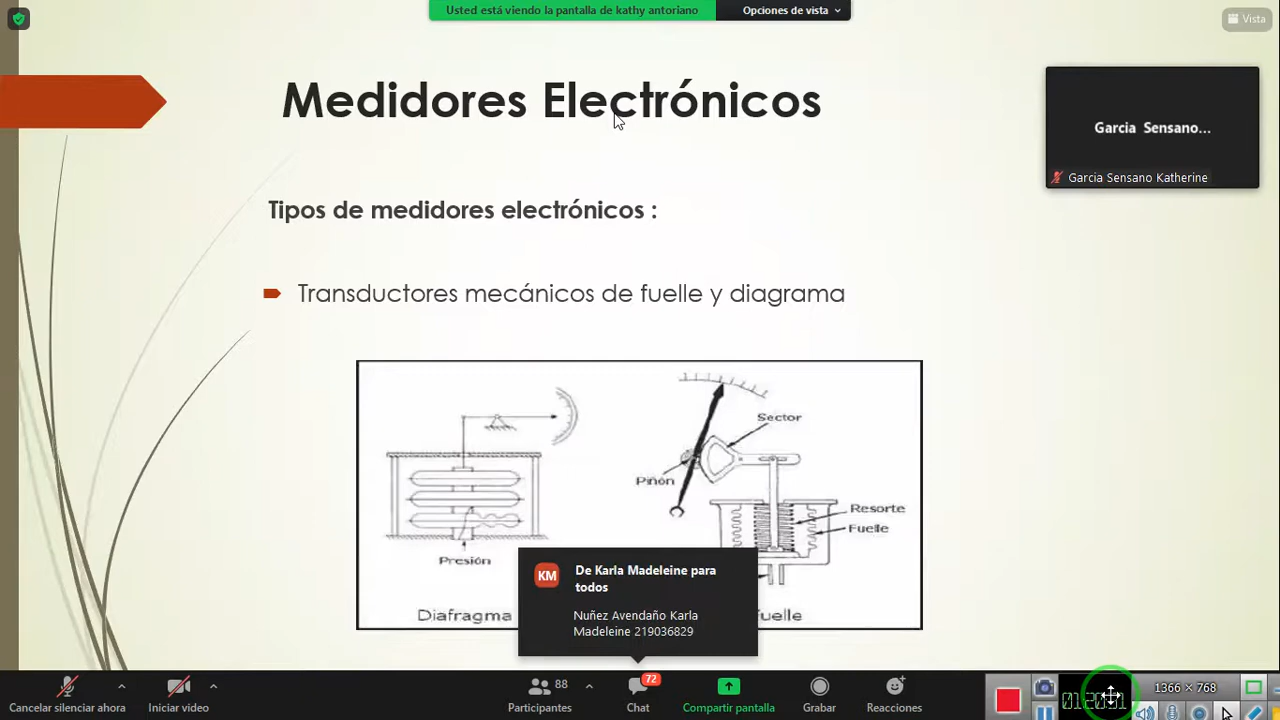 Usted está viendo la pantalla de kathy antoriano
Opciones de vista
Vista
Medidores Electrónicos
Garcia Sensano...
Garcia Sensano Katherine
Tipos de medidores electrónicos :
Transductores mecánicos de fuelle y diagrama
Sector
Piñón
Resorte
Fuelle
Presión
Diafragma
Fuelle
KM
De Karla Madeleine para
todos
Nuñez Avendaño Karla
Madeleine 219036829
Cancelar silenciar ahora
Iniciar video
88
Participantes
72
Chat
Compartir pantalla
Grabar
Reacciones
1366 × 768